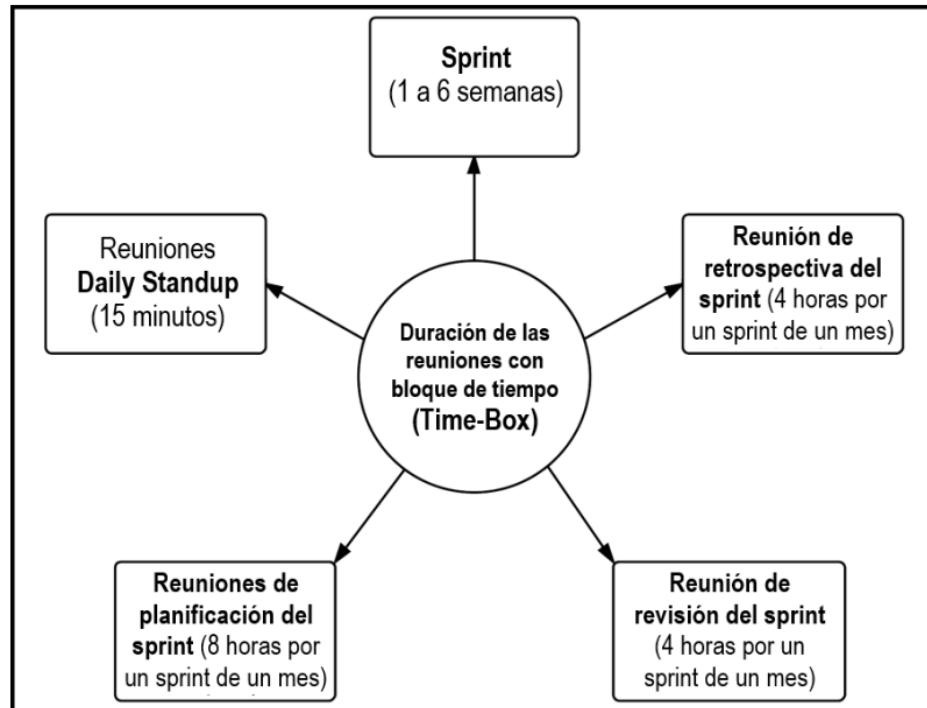 Sprint
(1 a 6 semanas)
Reuniones
Daily Standup
(15 minutos)
Reunión de
retrospectiva del
sprint (4 horas por
un sprint de un mes)
Duración de las
reuniones con
bloque de tiempo
(Time-Box)
Reuniones de
planificación del
sprint (8 horas por
un sprint de un mes)
Reunión de
revisión del sprint
(4 horas por un
sprint de un mes)